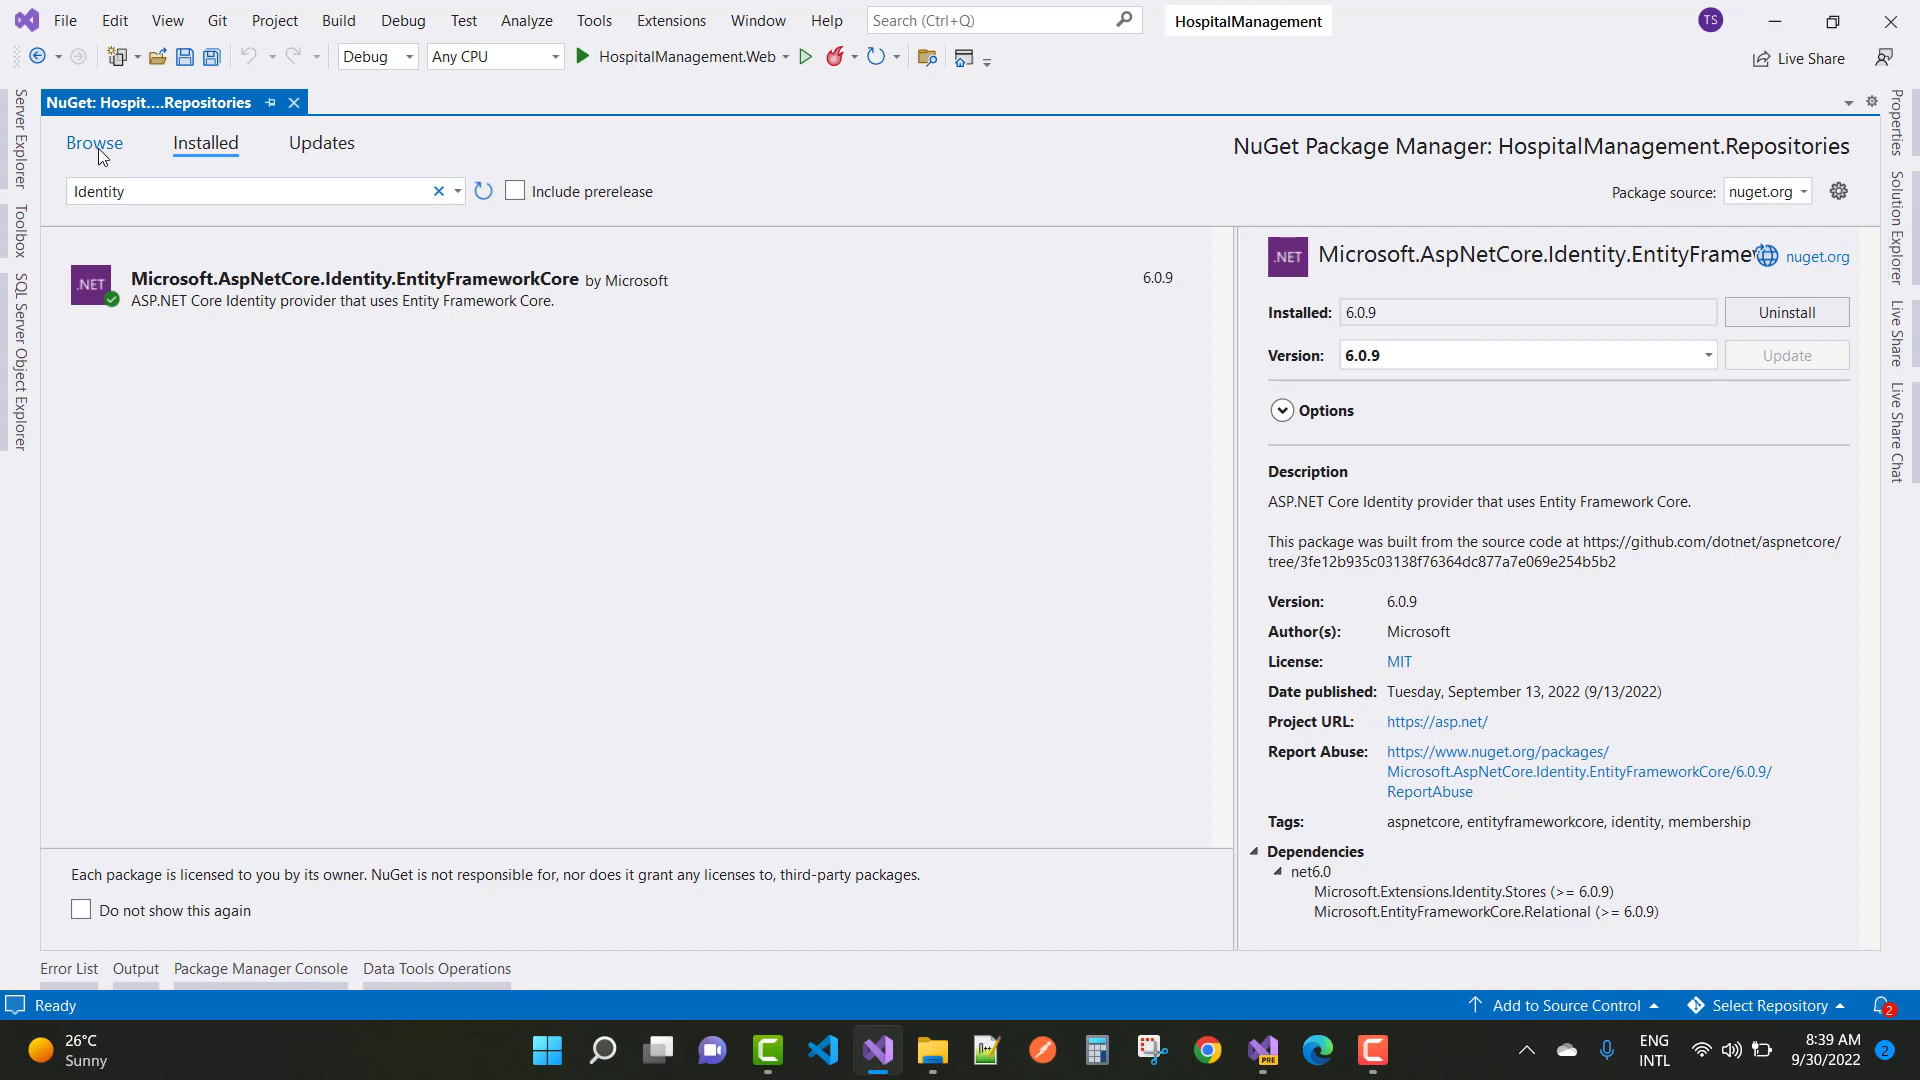 File Edit View Git Project Build Debug Test Analyze Tools Extensions Window Help Search (Ctrl+Q) HospitalManagement TS
Debug Any CPU HospitalManagement.Web Live Share
NuGet: Hospit....Repositories
Browse Installed Updates NuGet Package Manager: HospitalManagement.Repositories
Identity Include prerelease Package source: nuget.org
.NET Microsoft.AspNetCore.Identity.EntityFrameworkCore by Microsoft 6.0.9
ASP.NET Core Identity provider that uses Entity Framework Core.
.NET Microsoft.AspNetCore.Identity.EntityFrame nuget.org
Installed: 6.0.9 Uninstall
Version: 6.0.9 Update
Options
Description
ASP.NET Core Identity provider that uses Entity Framework Core.
This package was built from the source code at https://github.com/dotnet/aspnetcore/
tree/3fe12b935c03138f76364dc877a7e069e254b5b2
Version: 6.0.9
Author(s): Microsoft
License: MIT
Date published: Tuesday, September 13, 2022 (9/13/2022)
Project URL: https://asp.net/
Report Abuse: https://www.nuget.org/packages/
Microsoft.AspNetCore.Identity.EntityFrameworkCore/6.0.9/
ReportAbuse
Tags: aspnetcore, entityframeworkcore, identity, membership
Dependencies
net6.0
Microsoft.Extensions.Identity.Stores (>= 6.0.9)
Microsoft.EntityFrameworkCore.Relational (>= 6.0.9)
Each package is licensed to you by its owner. NuGet is not responsible for, nor does it grant any licenses to, third-party packages.
Do not show this again
Server Explorer
Toolbox
SQL Server Object Explorer
Properties
Solution Explorer
Live Share
Live Share Chat
Error List Output Package Manager Console Data Tools Operations
Ready Add to Source Control Select Repository 2
26°C
Sunny
PRE
ENG
INTL
8:39 AM
9/30/2022
2